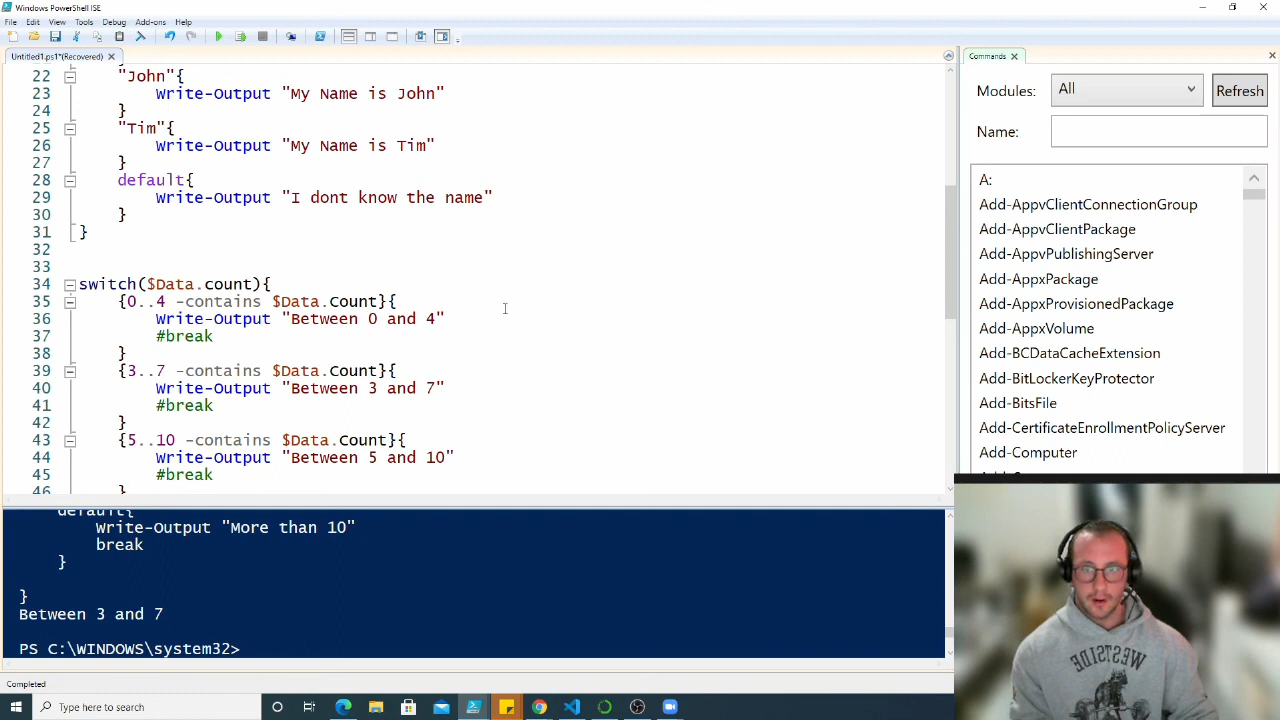 Windows PowerShell ISE
File Edit View Tools Debug Add-ons Help
Untitled1.ps1*(Recovered)
22 "John"{
23 Write-Output "My Name is John"
24 }
25 "Tim"{
26 Write-Output "My Name is Tim"
27 }
28 default{
29 Write-Output "I dont know the name"
30 }
31 }
32
33
34 switch($Data.count){
35 {0..4 -contains $Data.Count}{
36 Write-Output "Between 0 and 4"
37 #break
38 }
39 {3..7 -contains $Data.Count}{
40 Write-Output "Between 3 and 7"
41 #break
42 }
43 {5..10 -contains $Data.Count}{
44 Write-Output "Between 5 and 10"
45 #break
46 }
default{
Write-Output "More than 10"
break
}
}
Between 3 and 7
PS C:\WINDOWS\system32>
Completed
Commands
Modules: All Refresh
Name:
A:
Add-AppvClientConnectionGroup
Add-AppvClientPackage
Add-AppvPublishingServer
Add-AppxPackage
Add-AppxProvisionedPackage
Add-AppxVolume
Add-BCDataCacheExtension
Add-BitLockerKeyProtector
Add-BitsFile
Add-CertificateEnrollmentPolicyServer
Add-Computer
WESTSIDE
Type here to search